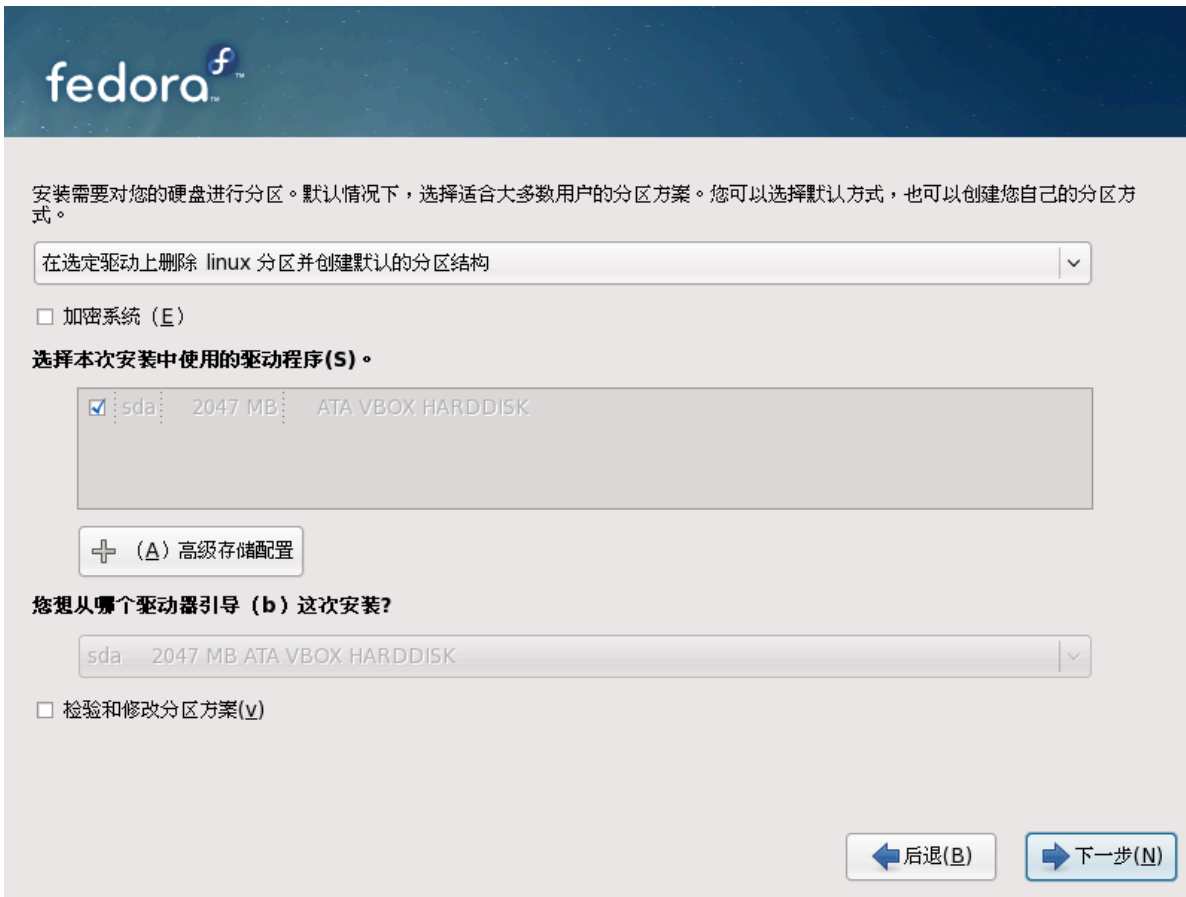 fedora
安装需要对您的硬盘进行分区。默认情况下，选择适合大多数用户的分区方案。您可以选择默认方式，也可以创建您自己的分区方
式。
在选定驱动上删除 linux 分区并创建默认的分区结构
加密系统（E）
选择本次安装中使用的驱动程序(S)。
sda 2047 MB ATA VBOX HARDDISK
（A）高级存储配置
您想从哪个驱动器引导（b）这次安装?
sda 2047 MB ATA VBOX HARDDISK
检验和修改分区方案(v)
后退(B) 下一步(N)